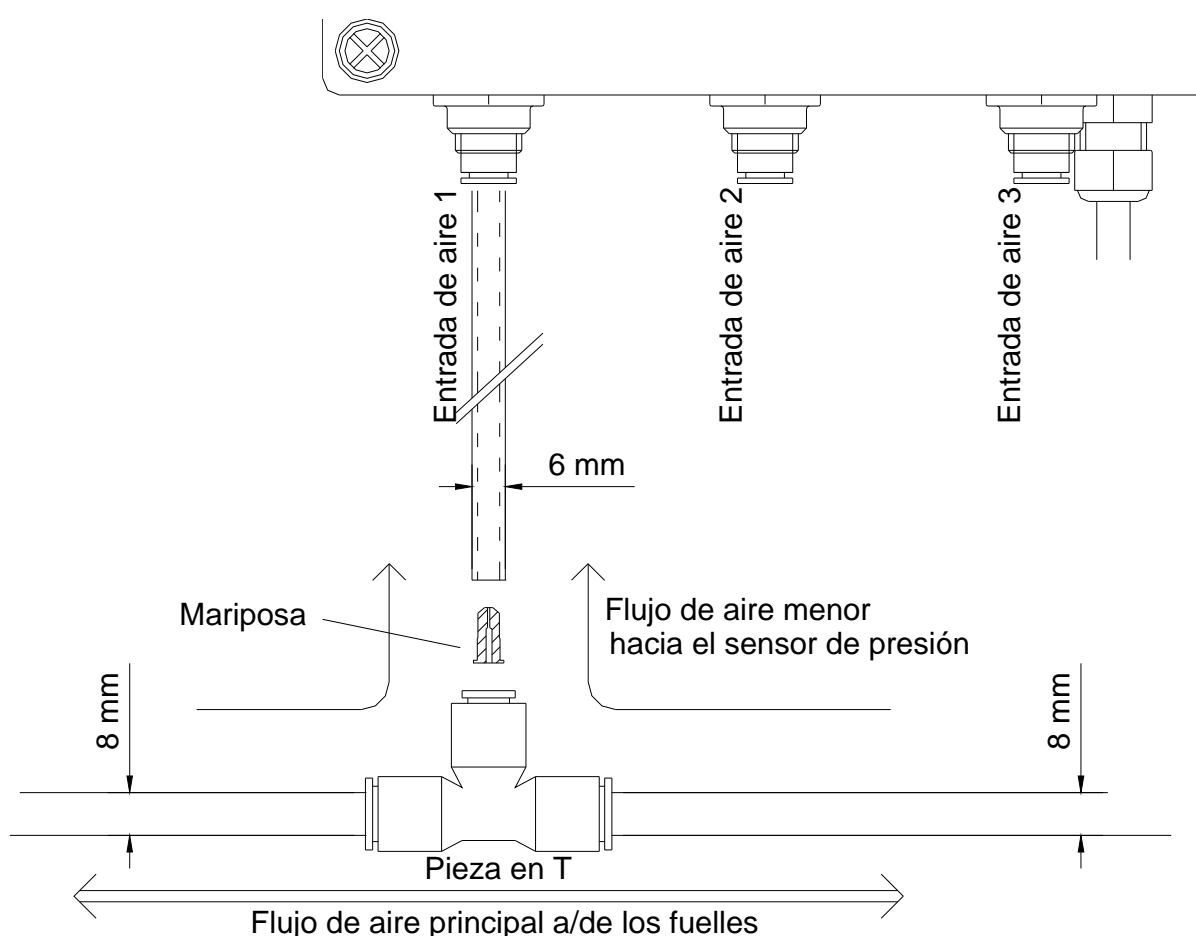 Entrada de aire 1
Entrada de aire 2
Entrada de aire 3
6 mm
Mariposa
Flujo de aire menor
hacia el sensor de presión
8 mm
8 mm
Pieza en T
Flujo de aire principal a/de los fuelles